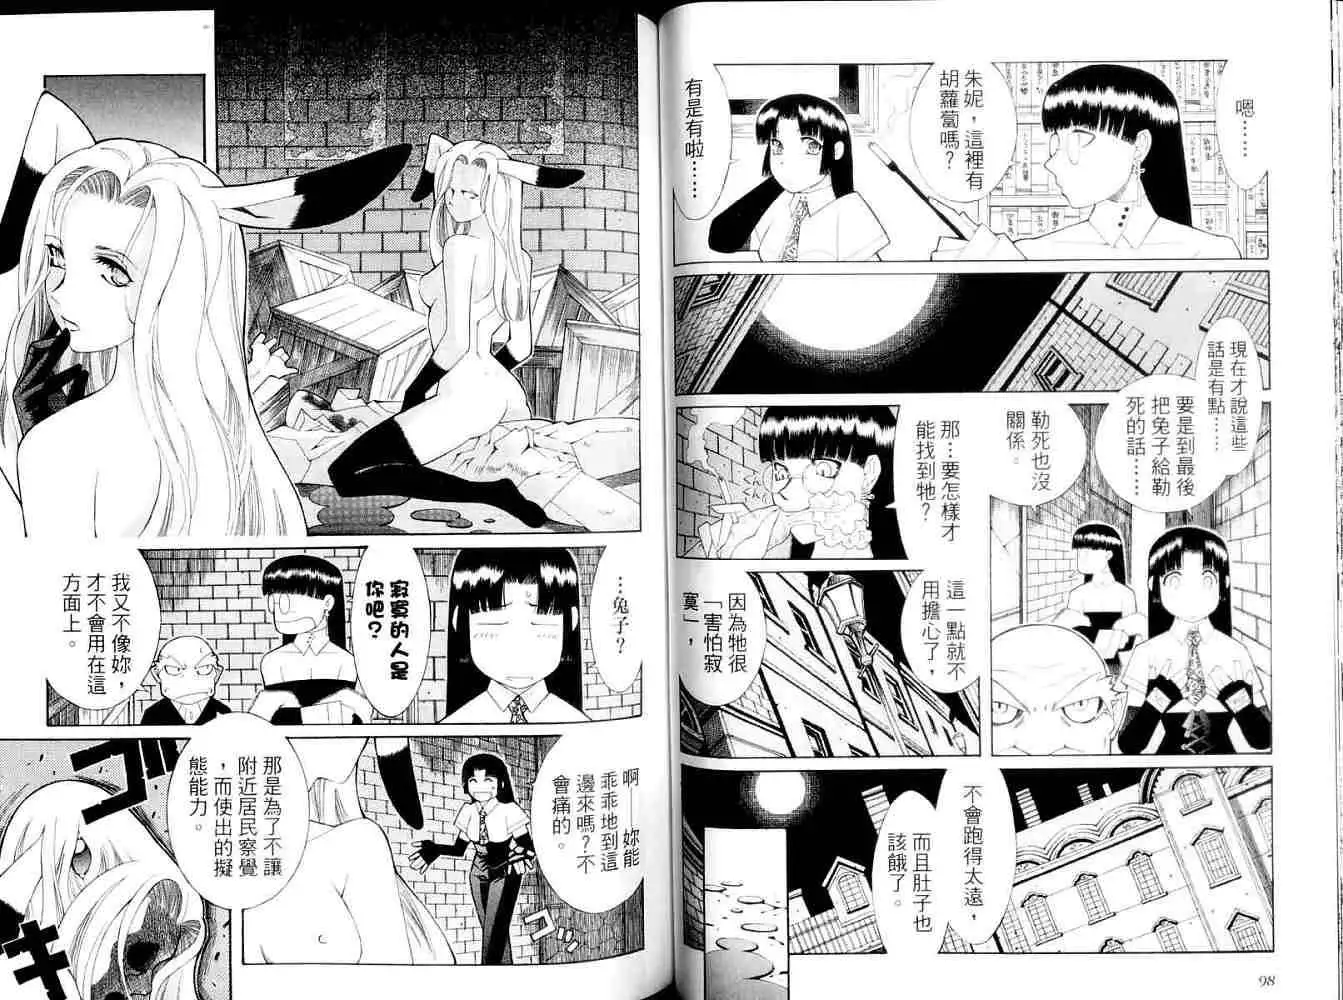 嗯……
朱妮，這裡有
胡蘿蔔嗎？
有是有啦……
現在才說這些
話是有點……
要是到最後
把兔子給勒
死的話……
勒死也沒
關係。
那…要怎樣才
能找到牠？
這一點就不
用擔心了，
因為牠很
「害怕寂
寞」，
不會跑得太遠，
而且肚子也
該餓了。
98
…兔子？
寂寞的人是
你吧？
我又不像妳，
才不會用在這
方面上。
啊——妳能
乖乖地到這
邊來嗎？不
會痛的。
那是為了不讓
附近居民察覺
，而使出的擬
態能力。